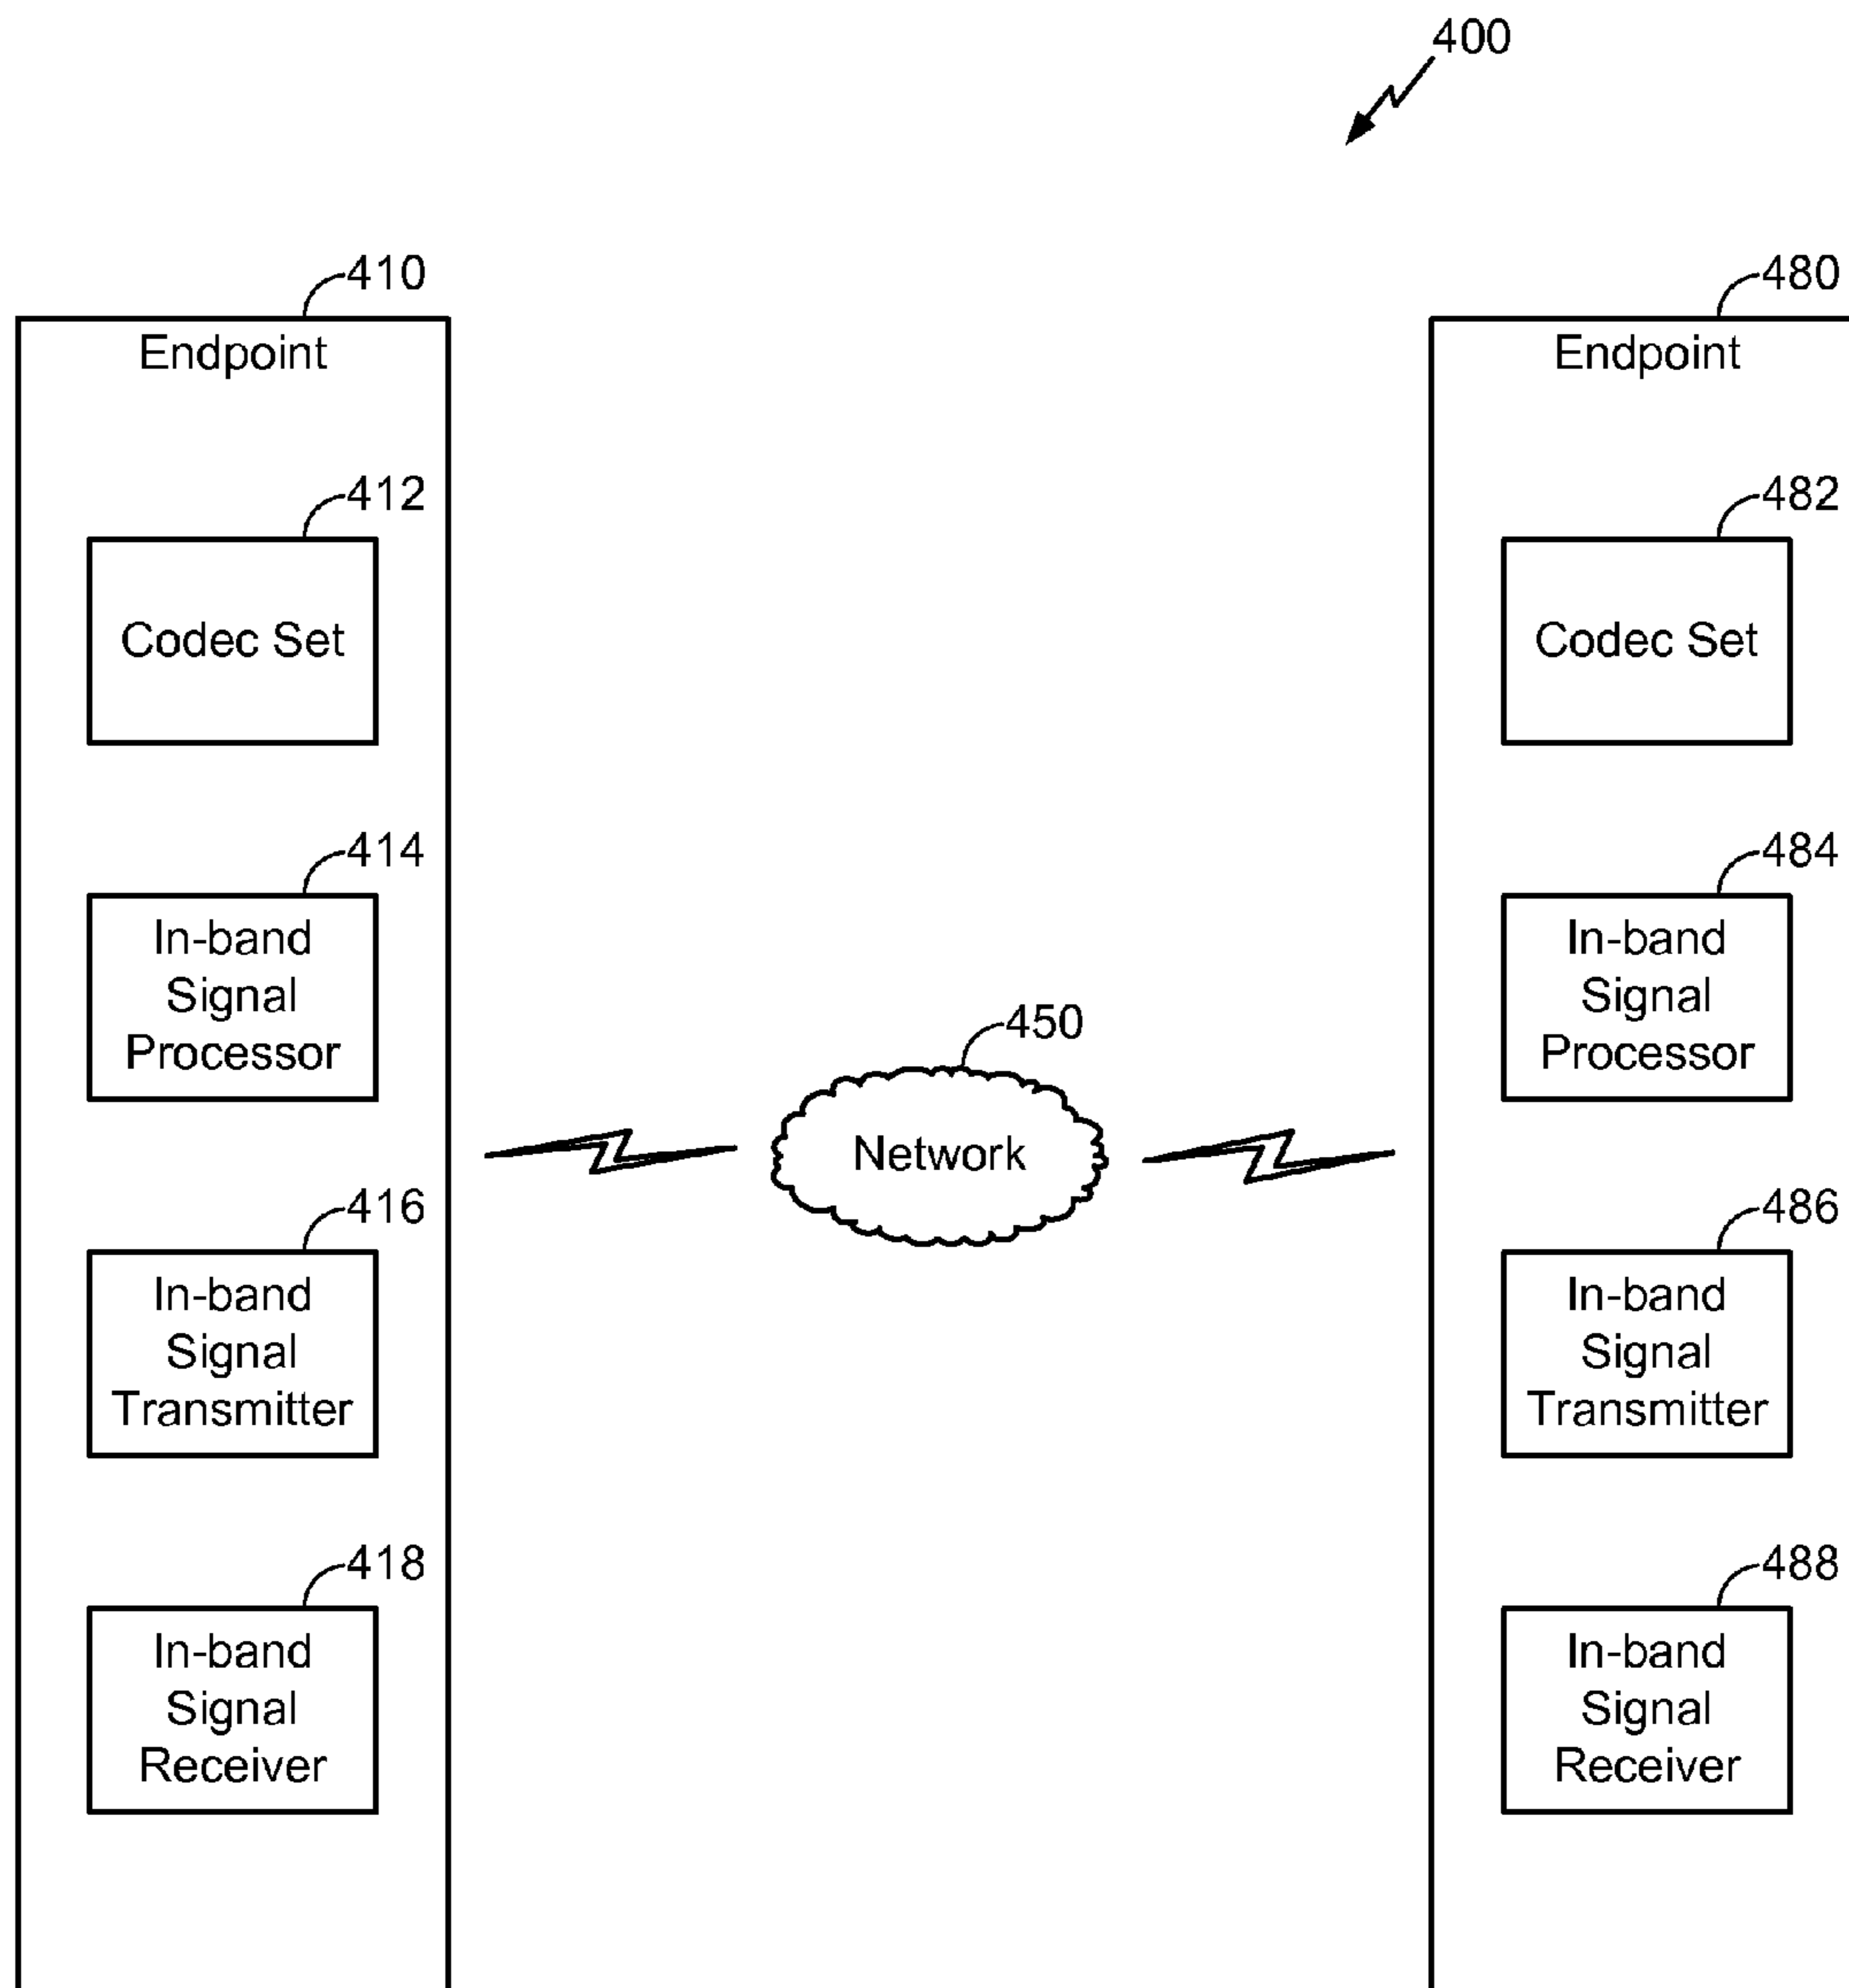 400
410
Endpoint
412
Codec Set
414
In-band
Signal
Processor
416
In-band
Signal
Transmitter
418
In-band
Signal
Receiver
450
Network
480
Endpoint
482
Codec Set
484
In-band
Signal
Processor
486
In-band
Signal
Transmitter
488
In-band
Signal
Receiver